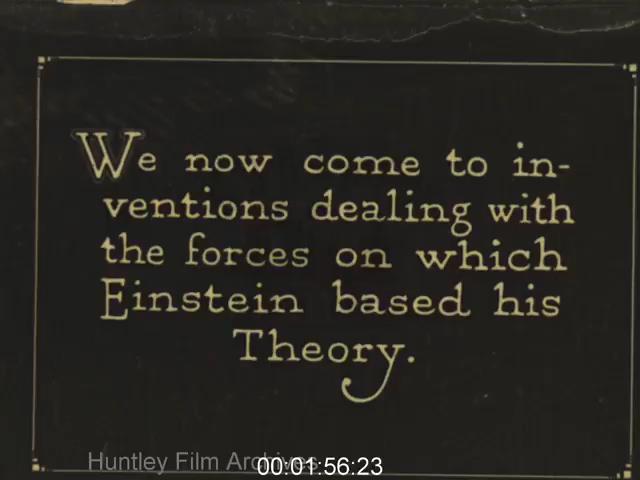 We now come to in-
ventions dealing with
the forces on which
Einstein based his
Theory.
Huntley Film Archives
00:01:56:23